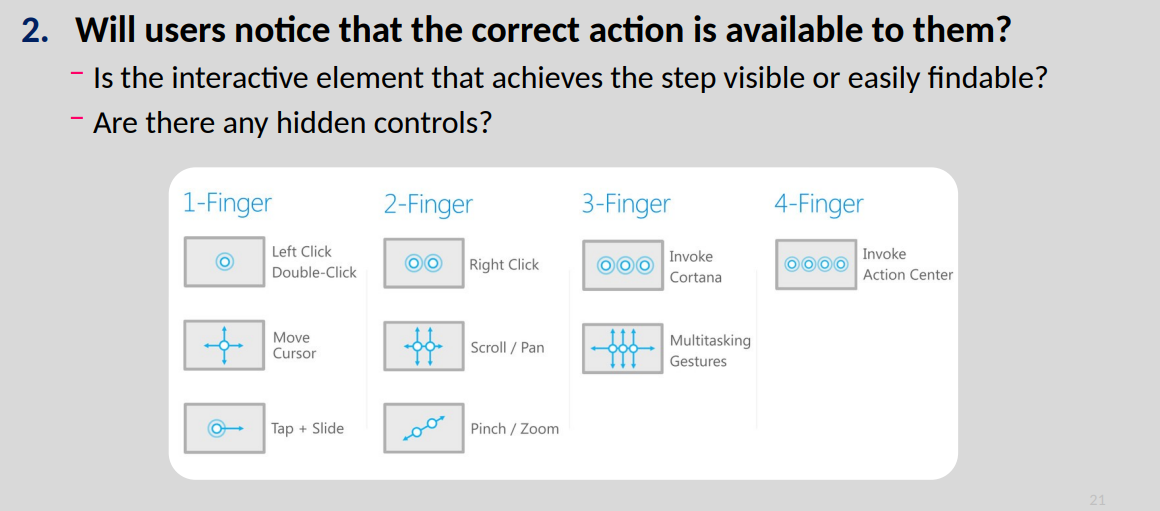 2. Will users notice that the correct action is available to them?
– Is the interactive element that achieves the step visible or easily findable?
– Are there any hidden controls?
1-Finger
Left Click
Double-Click
Move
Cursor
Tap + Slide
2-Finger
Right Click
Scroll / Pan
Pinch / Zoom
3-Finger
Invoke
Cortana
Multitasking
Gestures
4-Finger
Invoke
Action Center
21